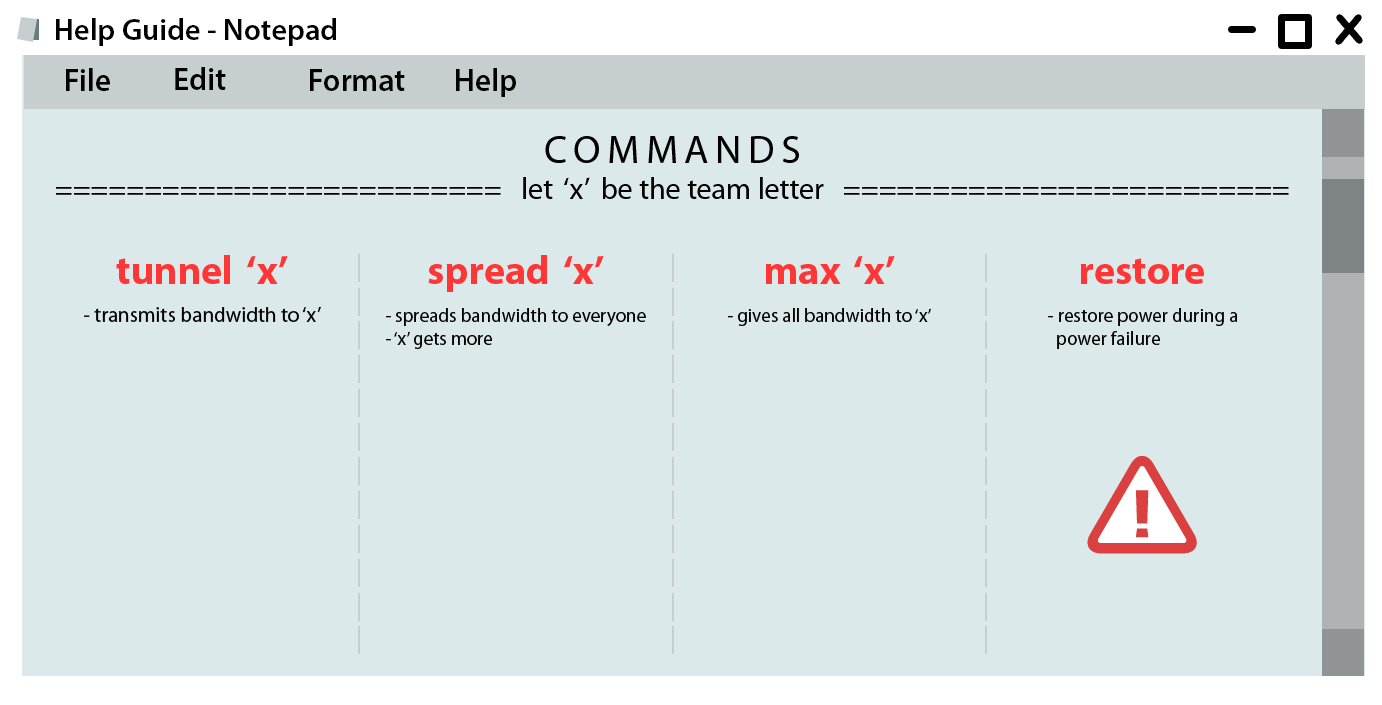 Help Guide - Notepad
File Edit Format Help
COMMANDS
========================= let ‘x’ be the team letter =========================
tunnel ‘x’
- transmits bandwidth to ‘x’
spread ‘x’
- spreads bandwidth to everyone
- ‘x’ gets more
max ‘x’
- gives all bandwidth to ‘x’
restore
- restore power during a
power failure
!